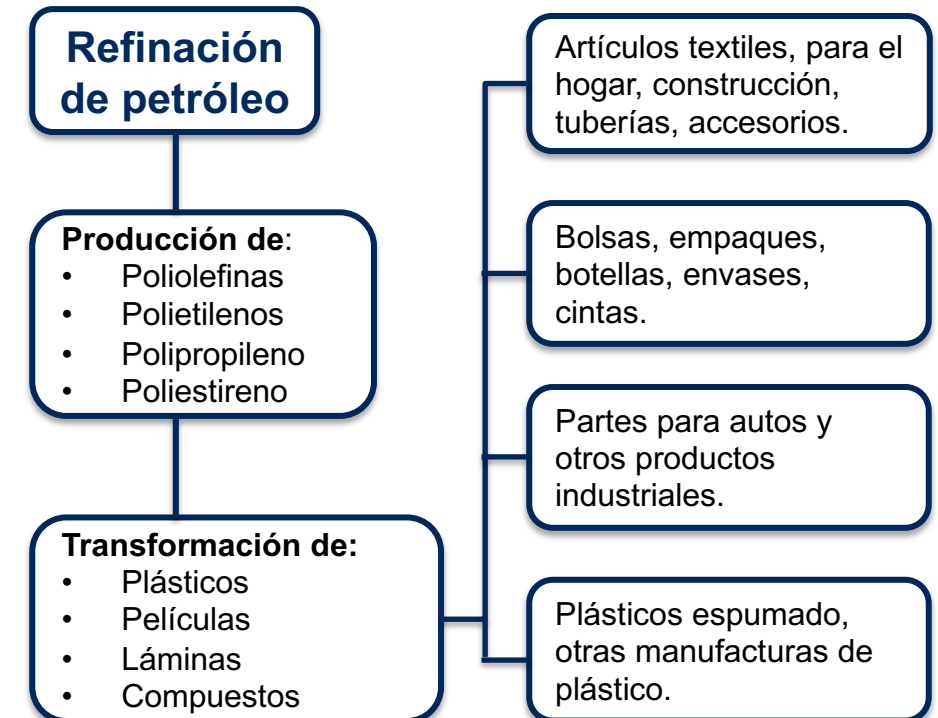 Refinación
de petróleo
Producción de:
• Poliolefinas
• Polietilenos
• Polipropileno
• Poliestireno
Transformación de:
• Plásticos
• Películas
• Láminas
• Compuestos
Artículos textiles, para el
hogar, construcción,
tuberías, accesorios.
Bolsas, empaques,
botellas, envases,
cintas.
Partes para autos y
otros productos
industriales.
Plásticos espumado,
otras manufacturas de
plástico.